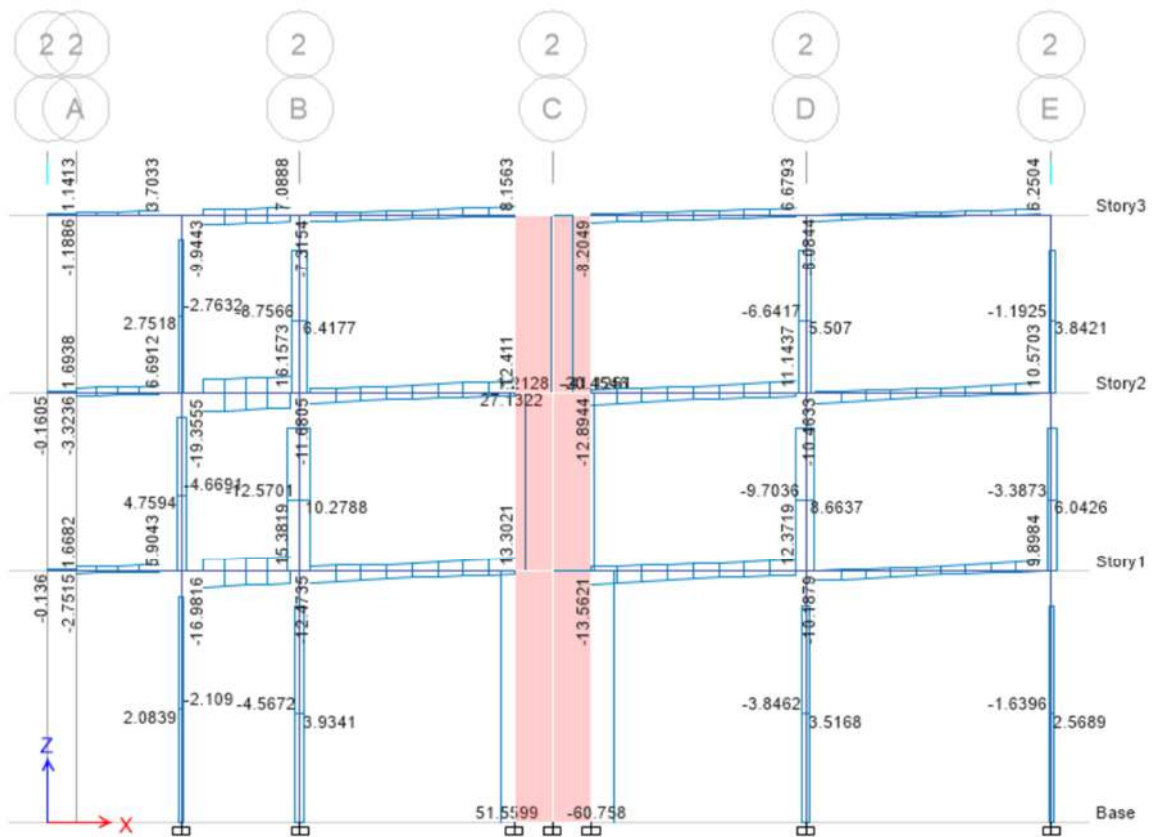 2 2 2 2 2 2
A B C D E
1.1413 3.7033 7.0888 8.1563 6.6793 6.2504
Story3
-1.1886 -9.9443 -7.3154 -8.2049 -8.0844
2.7518 -2.7632 -8.7566 6.4177 -6.6417 5.507 -1.1925 3.8421
1.6938 6.6912 16.1573 12.411 11.1437 10.5703
Story2
27.1322
-0.1605 -3.3236 -19.3555 -11.6805 -12.8944 -10.4633
4.7594 -4.6691 -12.5701 10.2788 -9.7036 8.6637 -3.3873 6.0426
1.6682 5.9043 15.3819 13.3021 12.3719 9.8984
Story1
-0.136 -2.7515 -16.9816 -12.4735 -13.5621 -10.1879
2.0839 -2.109 -4.5672 3.9341 -3.8462 3.5168 -1.6396 2.5689
Z
X
51.5599 -60.758
Base